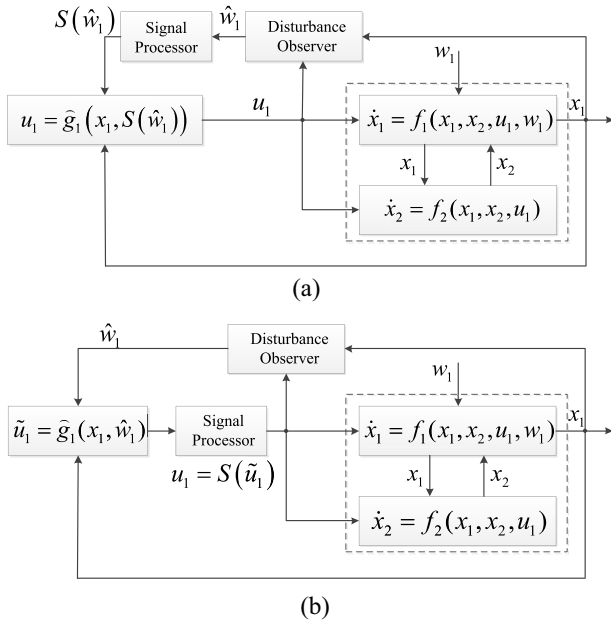 S(ŵ₁)
Signal
Processor
ŵ₁
Disturbance
Observer
w₁
u₁ = ĝ₁(x₁, S(ŵ₁))
u₁
ẋ₁ = f₁(x₁, x₂, u₁, w₁)
x₁
x₁
x₂
ẋ₂ = f₂(x₁, x₂, u₁)
(a)
ŵ₁
Disturbance
Observer
w₁
ũ₁ = ĝ₁(x₁, ŵ₁)
Signal
Processor
u₁ = S(ũ₁)
ẋ₁ = f₁(x₁, x₂, u₁, w₁)
x₁
x₁
x₂
ẋ₂ = f₂(x₁, x₂, u₁)
(b)